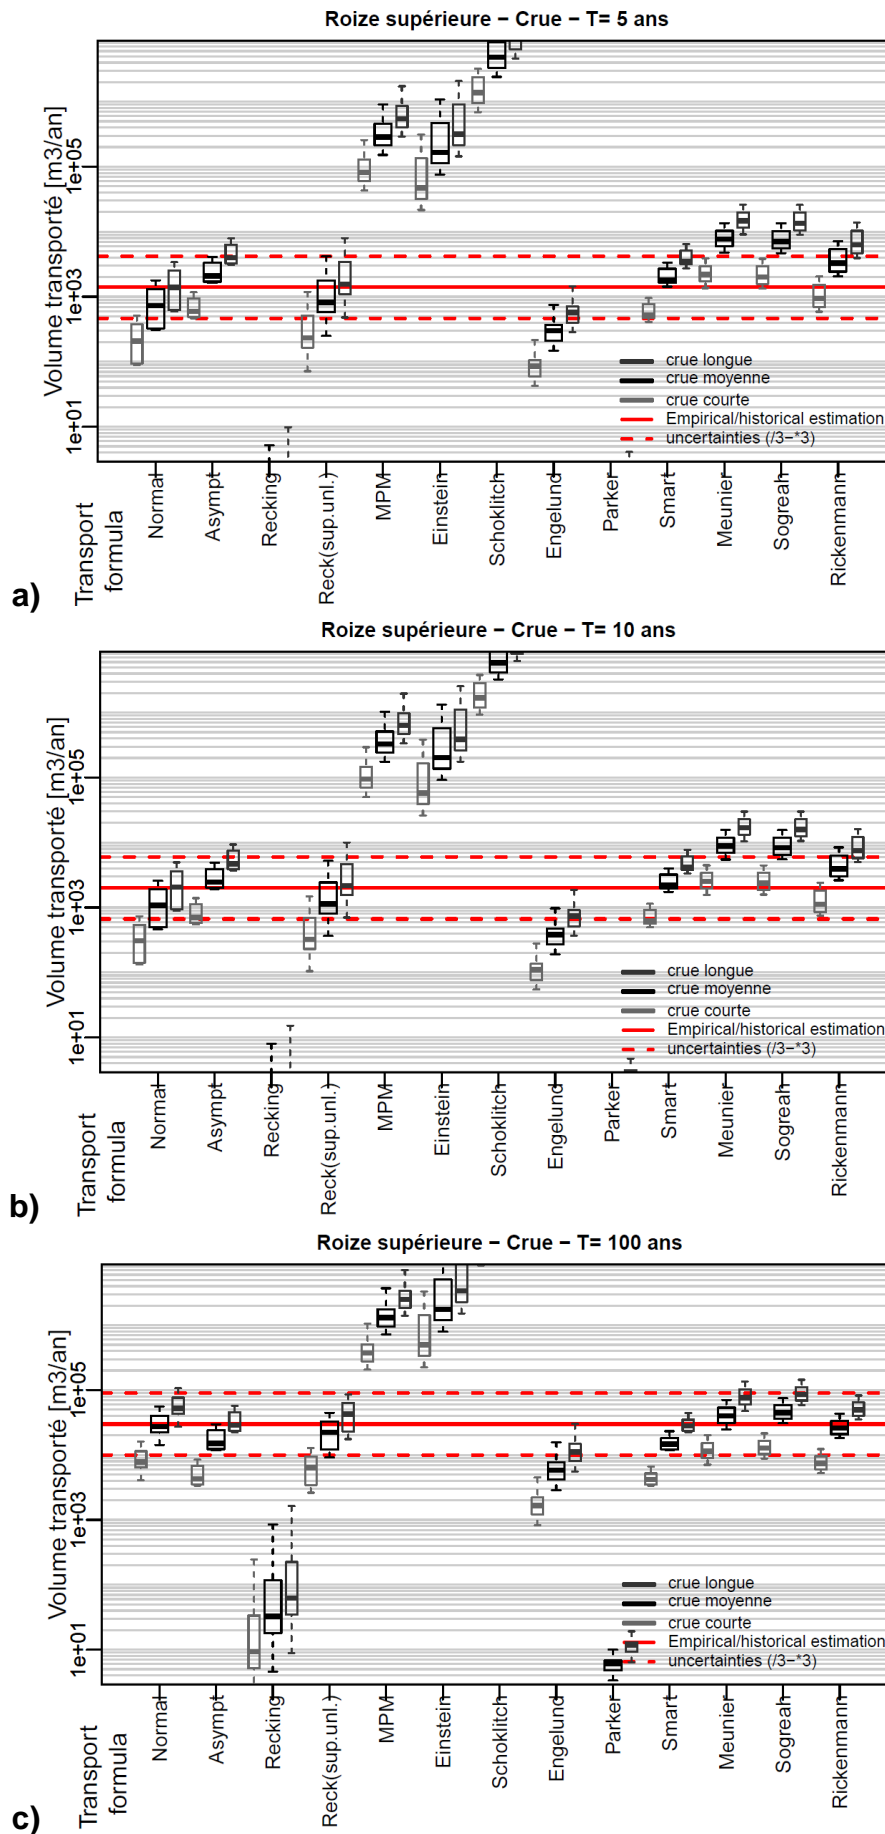 Roize supérieure − Crue − T= 5 ans
Volume transporté [m3/an]
1e+05
1e+03
1e+01
crue longue
crue moyenne
crue courte
Empirical/historical estimation
uncertainties (/3−*3)
Transport
formula
Normal
Asympt
Recking
Reck(sup.unl.)
MPM
Einstein
Schoklitch
Engelund
Parker
Smart
Meunier
Sogreah
Rickenmann
a)
Roize supérieure − Crue − T= 10 ans
Volume transporté [m3/an]
1e+05
1e+03
1e+01
crue longue
crue moyenne
crue courte
Empirical/historical estimation
uncertainties (/3−*3)
Transport
formula
Normal
Asympt
Recking
Reck(sup.unl.)
MPM
Einstein
Schoklitch
Engelund
Parker
Smart
Meunier
Sogreah
Rickenmann
b)
Roize supérieure − Crue − T= 100 ans
Volume transporté [m3/an]
1e+05
1e+03
1e+01
crue longue
crue moyenne
crue courte
Empirical/historical estimation
uncertainties (/3−*3)
Transport
formula
Normal
Asympt
Recking
Reck(sup.unl.)
MPM
Einstein
Schoklitch
Engelund
Parker
Smart
Meunier
Sogreah
Rickenmann
c)